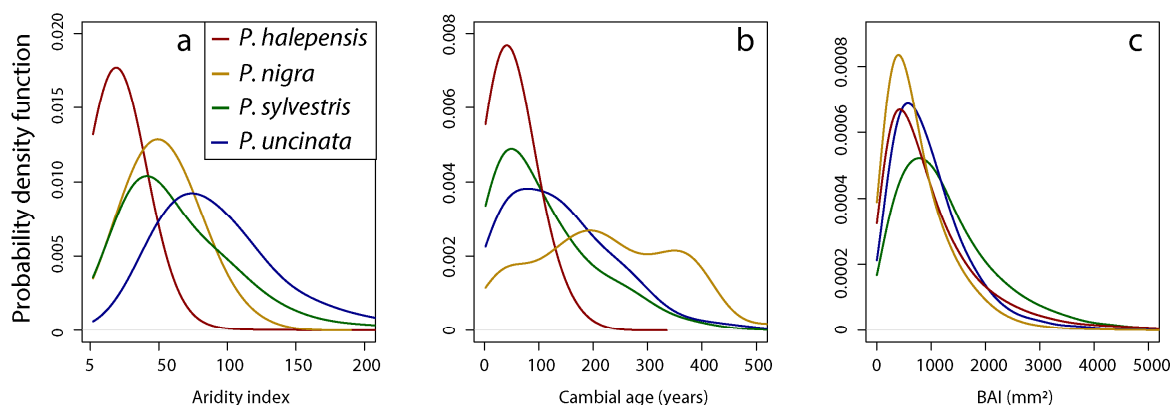 Probability density function
0.020
0.015
0.010
0.005
0
a
P. halepensis
P. nigra
P. sylvestris
P. uncinata
5
50
100
150
200
Aridity index
0.008
0.006
0.004
0.002
0
b
0
100
200
300
400
500
Cambial age (years)
0.0008
0.0006
0.0004
0.0002
0
c
0
1000
2000
3000
4000
5000
BAI (mm²)